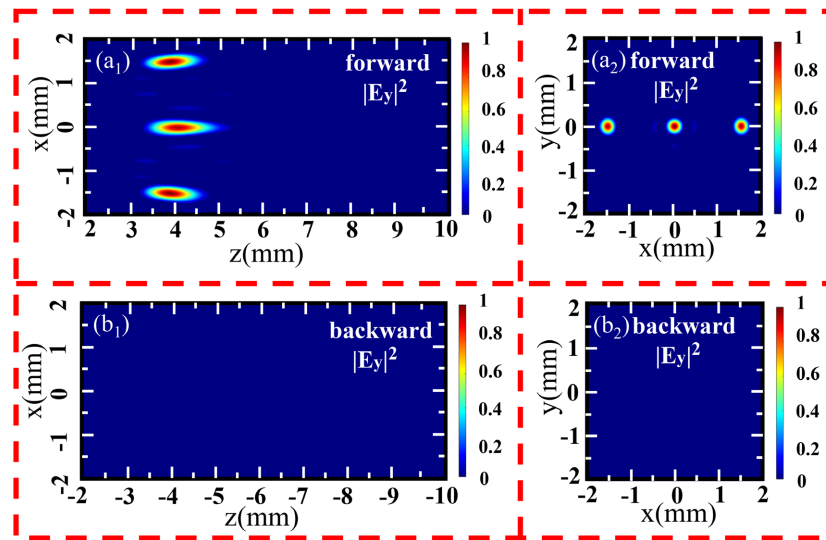 (a1)
forward
|Ey|²
x(mm)
2
1
0
-1
-2
2 3 4 5 6 7 8 9 10
z(mm)
1
0.8
0.6
0.4
0.2
0
(a2) forward
|Ey|²
y(mm)
2
1
0
-1
-2
-2 -1 0 1 2
x(mm)
1
0.8
0.6
0.4
0.2
0
(b1)
backward
|Ey|²
x(mm)
2
1
0
-1
-2
-2 -3 -4 -5 -6 -7 -8 -9 -10
z(mm)
1
0.8
0.6
0.4
0.2
0
(b2) backward
|Ey|²
y(mm)
2
1
0
-1
-2
-2 -1 0 1 2
x(mm)
1
0.8
0.6
0.4
0.2
0